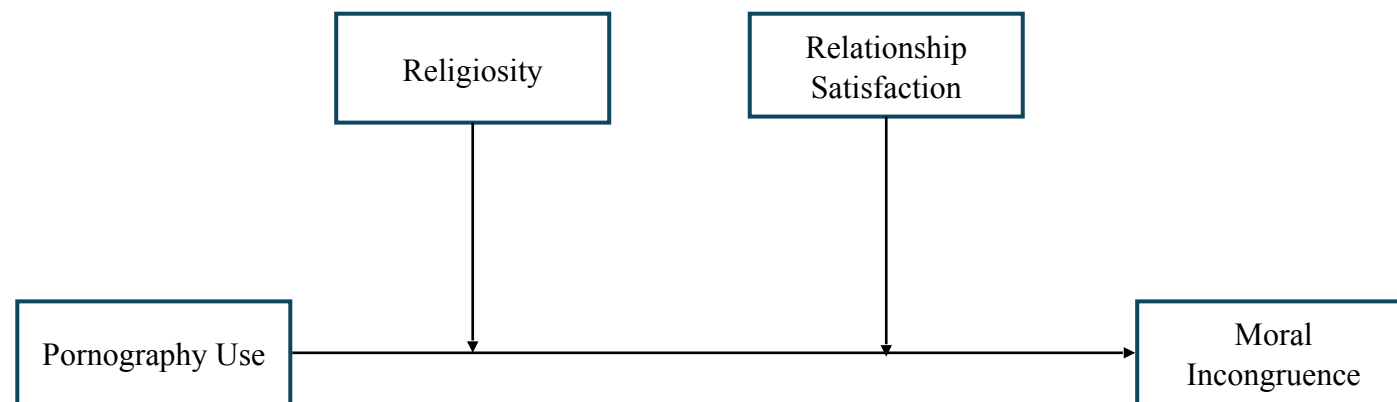 Religiosity
Relationship
Satisfaction
Pornography Use
Moral
Incongruence